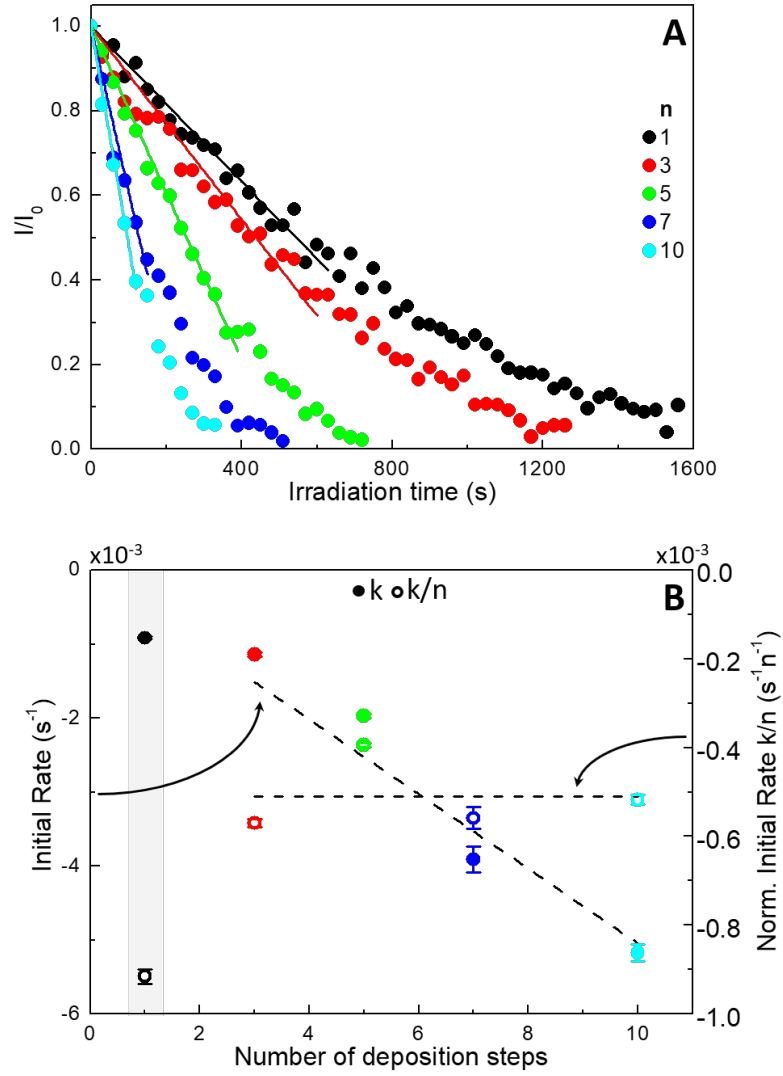 A
n
1
3
5
7
10
1.0
0.8
0.6
0.4
0.2
0.0
I/I₀
0 400 800 1200 1600
Irradiation time (s)
x10⁻³ x10⁻³
B
k k/n
0
-2
-4
-6
Initial Rate (s⁻¹)
0.0
-0.2
-0.4
-0.6
-0.8
-1.0
Norm. Initial Rate k/n (s⁻¹n⁻¹)
0 2 4 6 8 10
Number of deposition steps